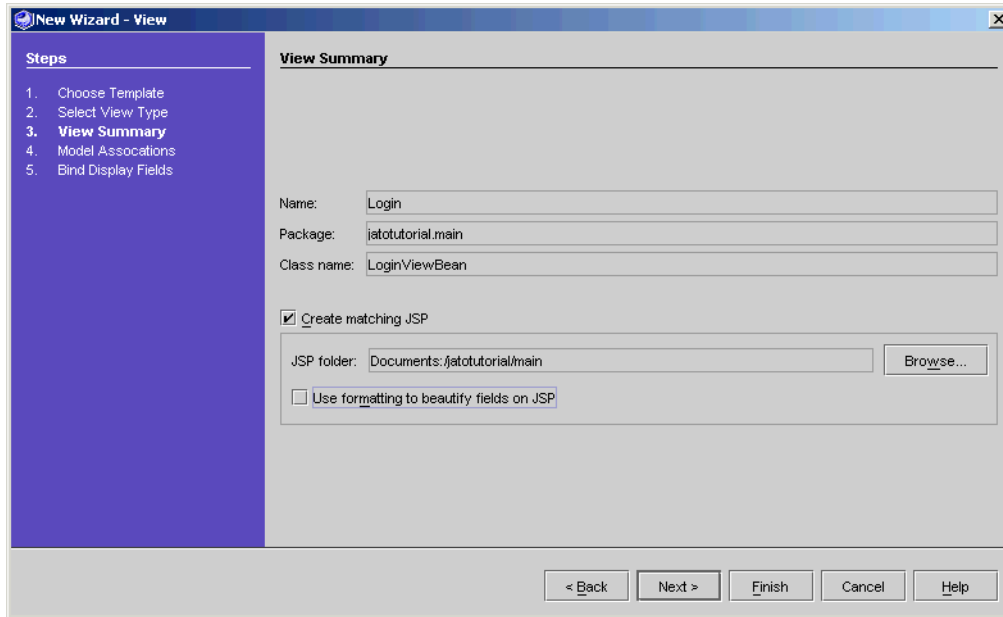 New Wizard - View
Steps
1. Choose Template
2. Select View Type
3. View Summary
4. Model Assocations
5. Bind Display Fields
View Summary
Name: Login
Package: jatotutorial.main
Class name: LoginViewBean
Create matching JSP
JSP folder: Documents:/jatotutorial/main Browse...
Use formatting to beautify fields on JSP
< Back Next > Finish Cancel Help